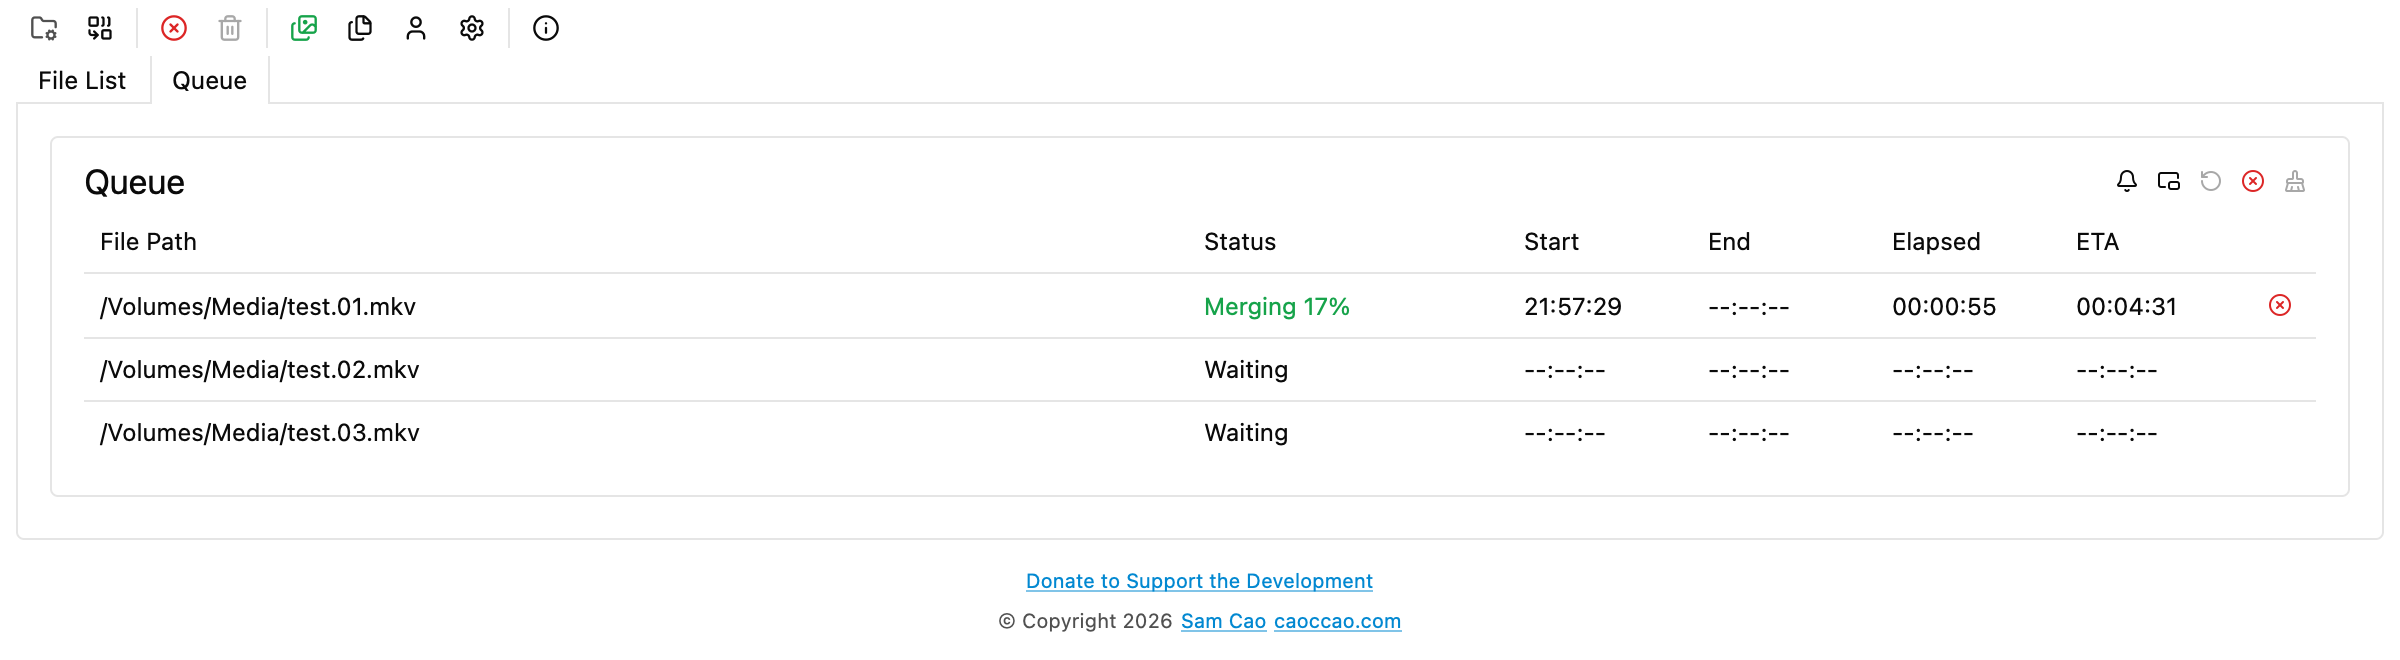 File List Queue
Queue
File Path Status Start End Elapsed ETA
/Volumes/Media/test.01.mkv Merging 17% 21:57:29 --:--:-- 00:00:55 00:04:31
/Volumes/Media/test.02.mkv Waiting --:--:-- --:--:-- --:--:-- --:--:--
/Volumes/Media/test.03.mkv Waiting --:--:-- --:--:-- --:--:-- --:--:--
Donate to Support the Development
© Copyright 2026 Sam Cao caoccao.com